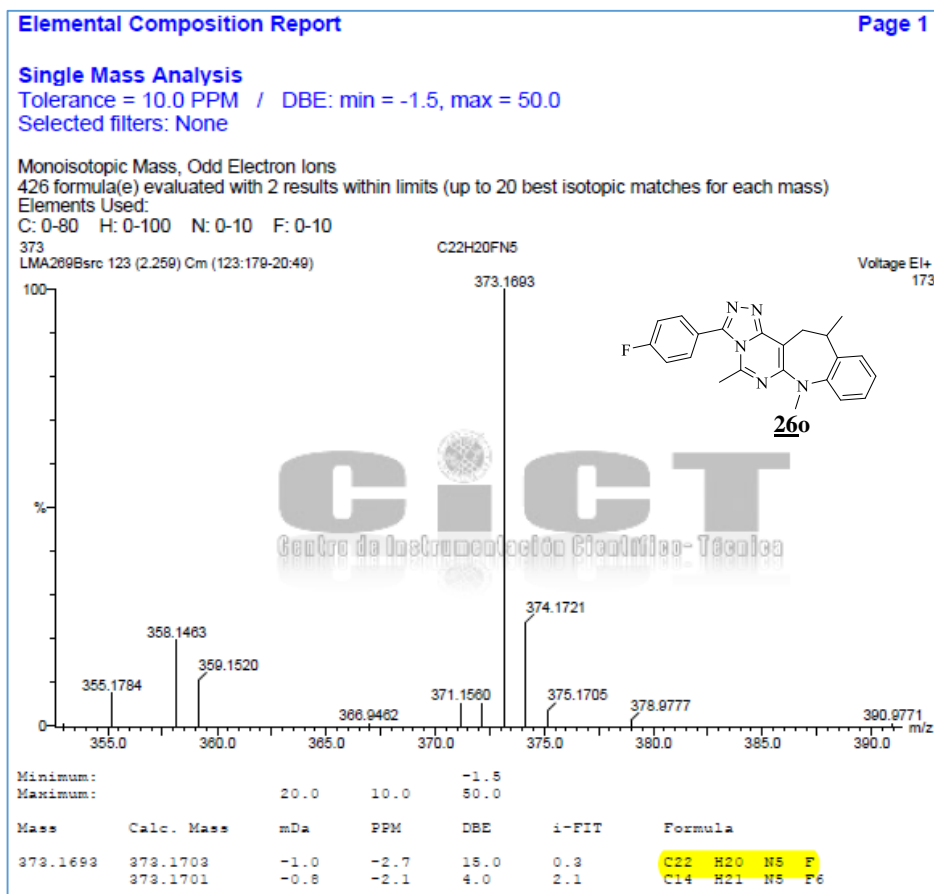 Elemental Composition Report Page 1
Single Mass Analysis
Tolerance = 10.0 PPM / DBE: min = -1.5, max = 50.0
Selected filters: None
Monoisotopic Mass, Odd Electron Ions
426 formula(e) evaluated with 2 results within limits (up to 20 best isotopic matches for each mass)
Elements Used:
C: 0-80 H: 0-100 N: 0-10 F: 0-10
373 C22H20FN5
LMA269Bsrc 123 (2.259) Cm (123:179-20:49) Voltage EI+
173
100
373.1693
N N
F N
N N
26o
%
CiCT
Centro de Instrumentación Científico- Técnica
374.1721
358.1463
359.1520
355.1784
371.1560
375.1705
366.9462
378.9777
390.9771
0
m/z
355.0 360.0 365.0 370.0 375.0 380.0 385.0 390.0
Minimum: -1.5
Maximum: 20.0 10.0 50.0
Mass Calc. Mass mDa PPM DBE i-FIT Formula
373.1693 373.1703 -1.0 -2.7 15.0 0.3 C22 H20 N5 F
373.1701 -0.8 -2.1 4.0 2.1 C14 H21 N5 F6